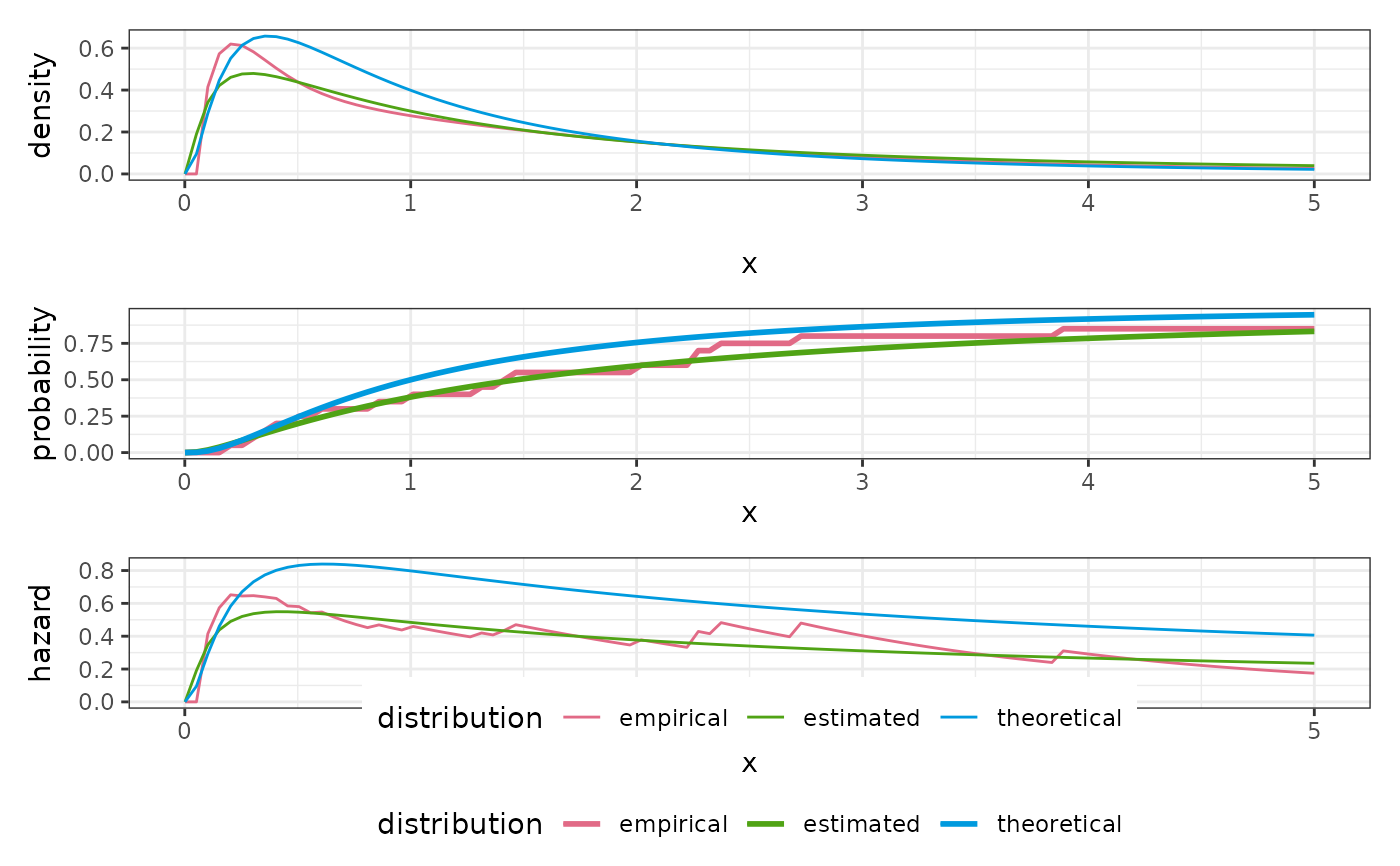 density
0.6
0.4
0.2
0.0
0 1 2 3 4 5
x
probability
0.75
0.50
0.25
0.00
0 1 2 3 4 5
x
hazard
0.8
0.6
0.4
0.2
0.0
distribution empirical estimated theoretical
0 5
x
distribution empirical estimated theoretical